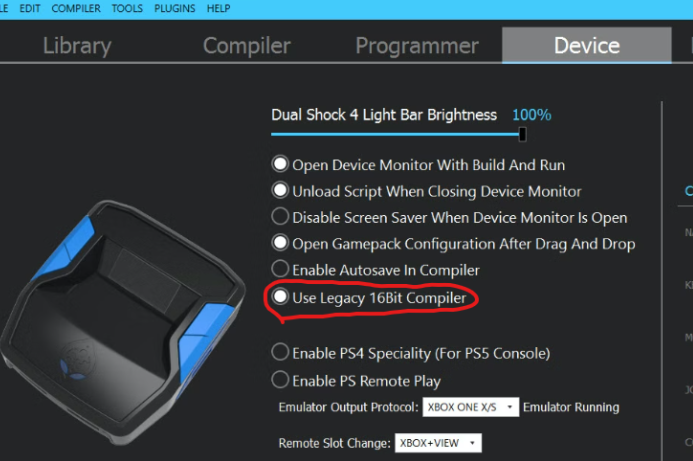 EDIT COMPILER TOOLS PLUGINS HELP
Library Compiler Programmer Device
Dual Shock 4 Light Bar Brightness 100%
Open Device Monitor With Build And Run
Unload Script When Closing Device Monitor
Disable Screen Saver When Device Monitor Is Open
Open Gamepack Configuration After Drag And Drop
Enable Autosave In Compiler
Use Legacy 16Bit Compiler
Enable PS4 Speciality (For PS5 Console)
Enable PS Remote Play
Emulator Output Protocol: XBOX ONE X/S Emulator Running
Remote Slot Change: XBOX+VIEW